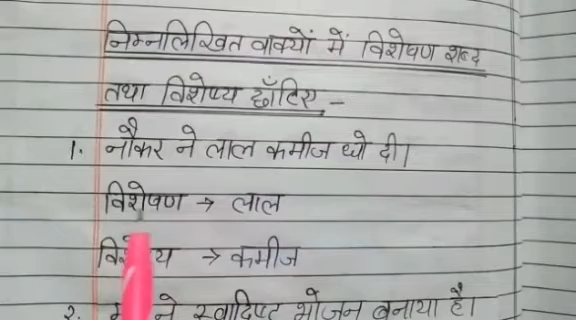 निम्नलिखित वाक्यों में विशेषण शब्द
तथा विशेष्य छाँटिए -
1. नौकर ने लाल कमीज धो दी।
विशेषण → लाल
→ कमीज
2. ने स्वादिष्ट भोजन बनाया है।